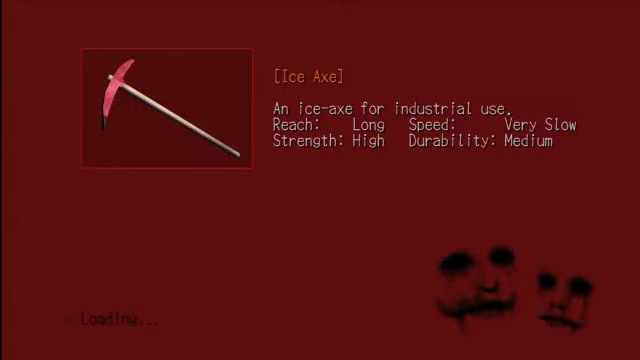 [Ice Axe]
An ice-axe for industrial use.
Reach: Long Speed: Very Slow
Strength: High Durability: Medium
Loading...